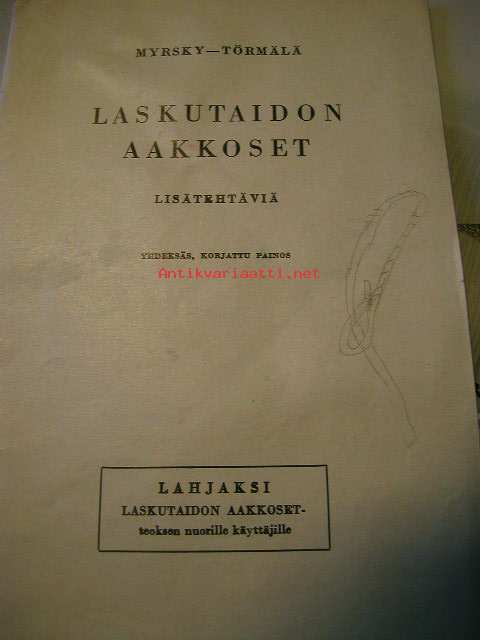 MYRSKY—TÖRMÄLÄ
LASKUTAIDON
AAKKOSET
LISÄTEHTÄVIÄ
YHDEKSÄS, KORJATTU PAINOS
Antikvariaatti.net
LAHJAKSI
LASKUTAIDON AAKKOSET-
teoksen nuorille käyttäjille